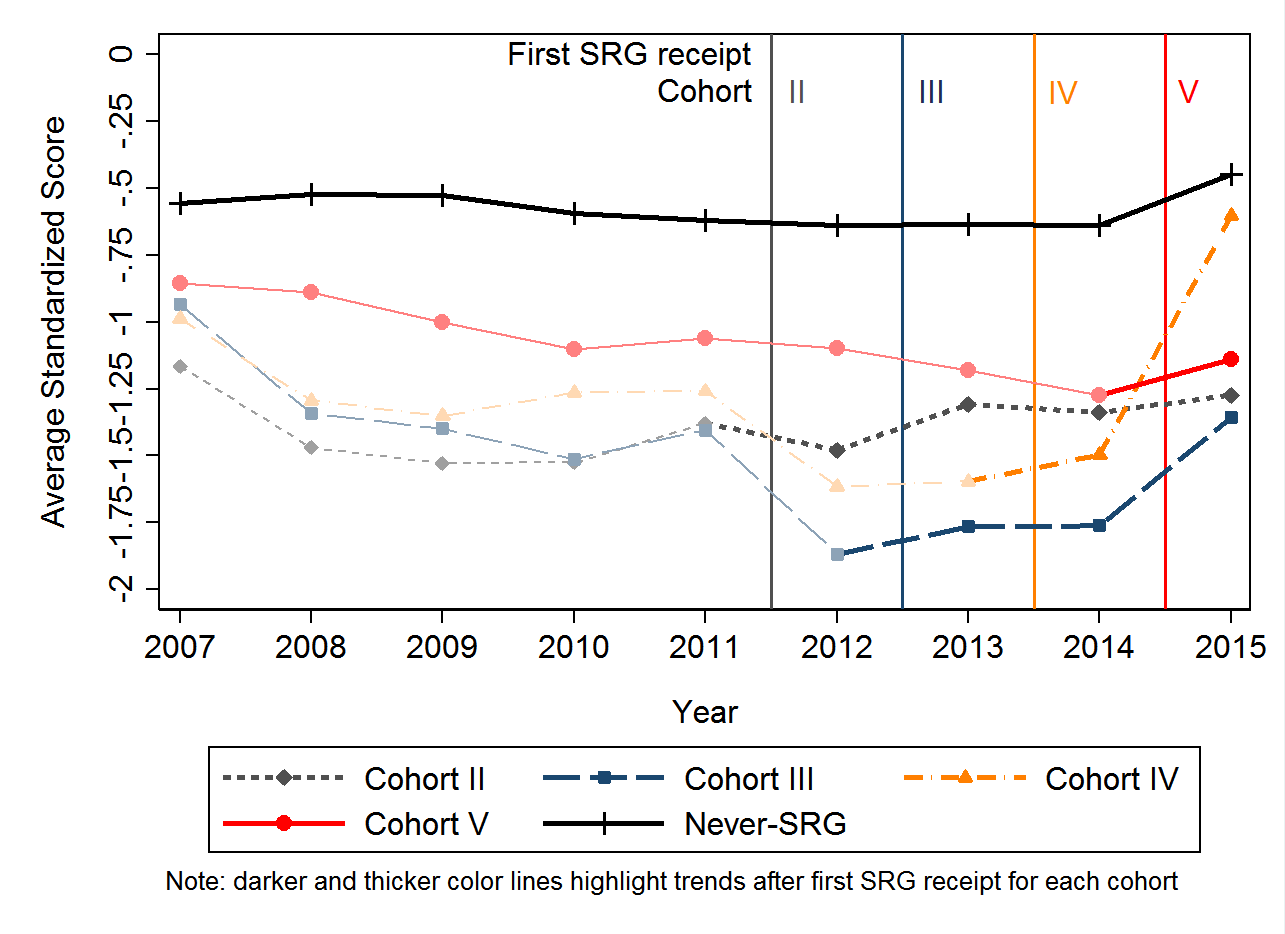 First SRG receipt
Cohort
II
III
IV
V
Average Standardized Score
0
-.25
-.5
-.75
-1
-1.25
-1.5
-1.75
-2
2007 2008 2009 2010 2011 2012 2013 2014 2015
Year
Cohort II
Cohort III
Cohort IV
Cohort V
Never-SRG
Note: darker and thicker color lines highlight trends after first SRG receipt for each cohort